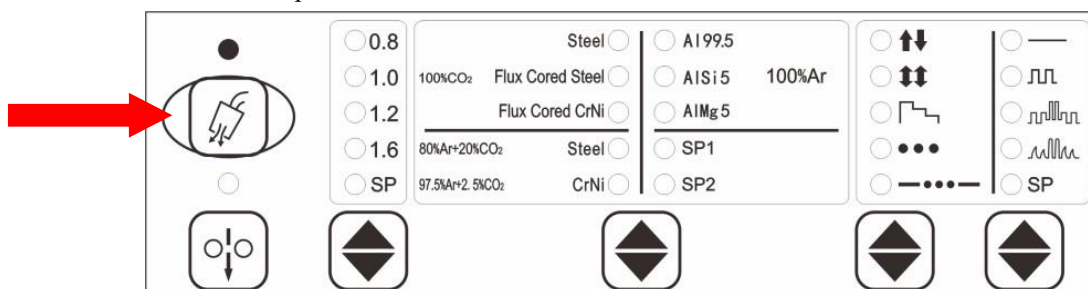 0.8
1.0
1.2
1.6
SP
Steel
100%CO₂ Flux Cored Steel
Flux Cored CrNi
80%Ar+20%CO₂ Steel
97.5%Ar+2.5%CO₂ CrNi
Al99.5
AlSi5 100%Ar
AlMg5
SP1
SP2
SP